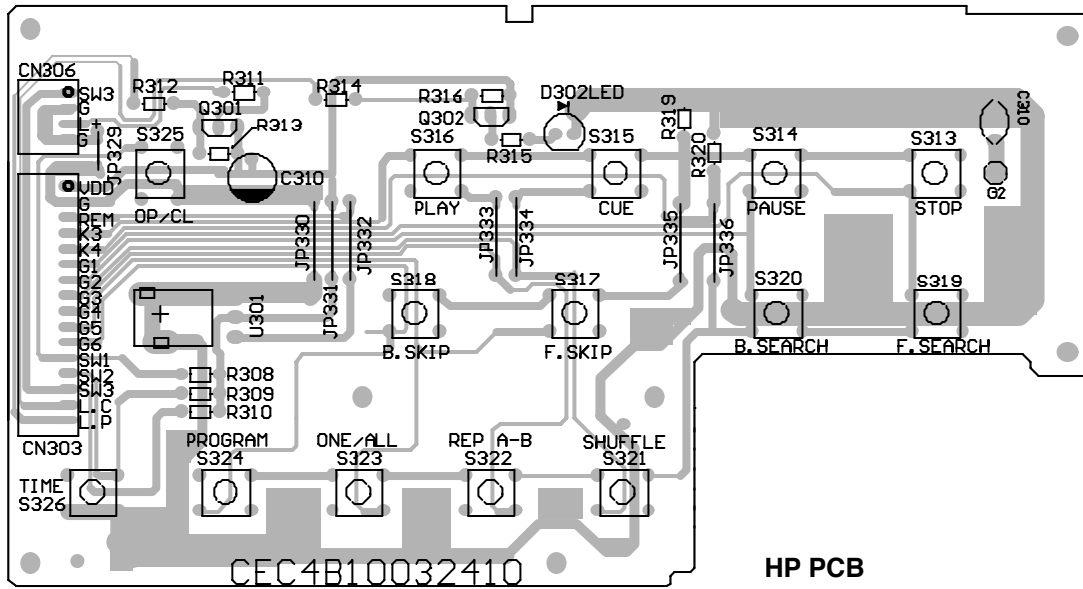 CN306
SW3
G
L+
G
JP329
R312
R311
R314
Q301
R313
S325
OP/CL
C310
R316
Q302
D302LED
R315
R319
R320
C310
G2
S316
PLAY
S315
CUE
S314
PAUSE
S313
STOP
VDD
G
REM
K3
K4
G1
G2
G3
G4
G5
G6
SW1
SW2
SW3
L.C
L.P
CN303
JP330
JP331
JP332
JP333
JP334
JP335
JP336
U301
S318
B.SKIP
S317
F.SKIP
S320
B.SEARCH
S319
F.SEARCH
R308
R309
R310
TIME
S326
PROGRAM
S324
ONE/ALL
S323
REP A-B
S322
SHUFFLE
S321
CEC4B10032410
HP PCB